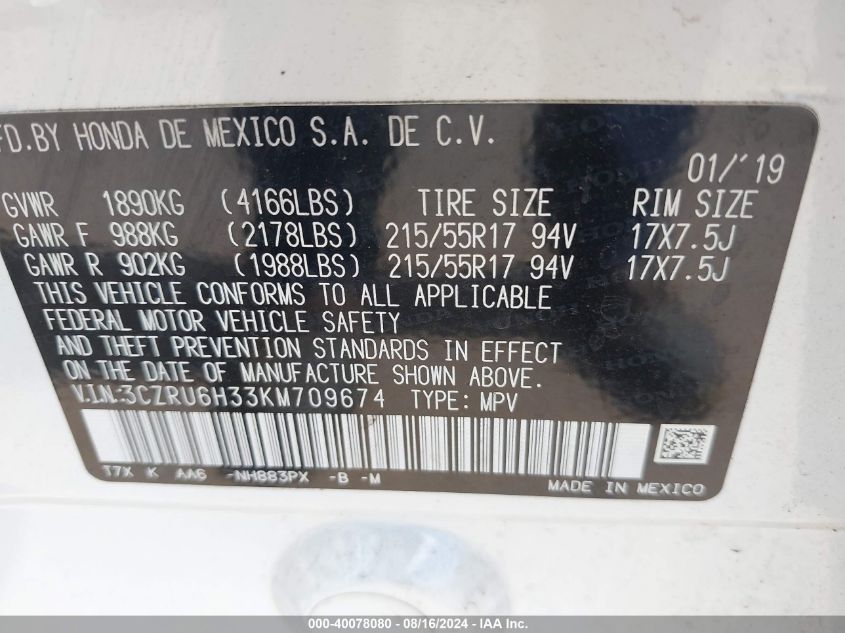 FD.BY HONDA DE MEXICO S.A. DE C.V.
01/'19
GVWR 1890KG (4166LBS) TIRE SIZE RIM SIZE
GAWR F 988KG (2178LBS) 215/55R17 94V 17X7.5J
GAWR R 902KG (1988LBS) 215/55R17 94V 17X7.5J
THIS VEHICLE CONFORMS TO ALL APPLICABLE
FEDERAL MOTOR VEHICLE SAFETY
AND THEFT PREVENTION STANDARDS IN EFFECT
ON THE DATE OF MANUFACTURE SHOWN ABOVE.
V.I.N:3CZRU6H33KM709674 TYPE: MPV
T7X K AA6 -NH883PX -B -M
MADE IN MEXICO
000-40078080 - 08/16/2024 - IAA Inc.